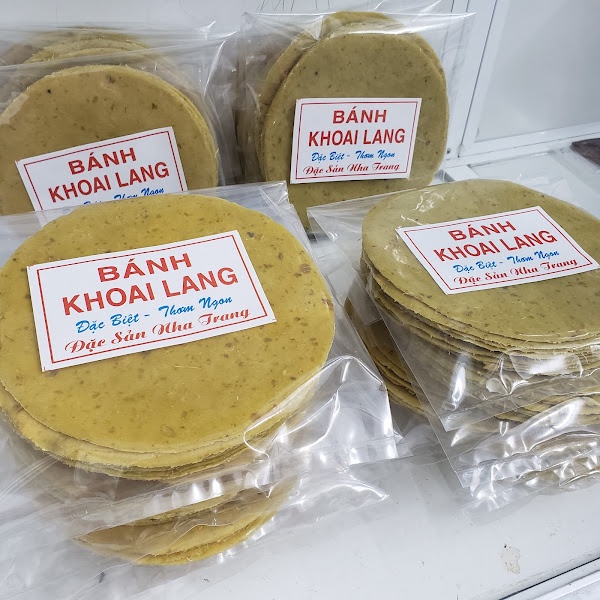 BÁNH
KHOAI LANG
BÁNH
KHOAI LANG
Đặc Biệt - Thơm Ngon
Đặc Sản Nha Trang
BÁNH
KHOAI LANG
Đặc Biệt - Thơm Ngon
Đặc Sản Nha Trang
BÁNH
KHOAI LANG
Đặc Biệt - Thơm Ngon
Đặc Sản Nha Trang